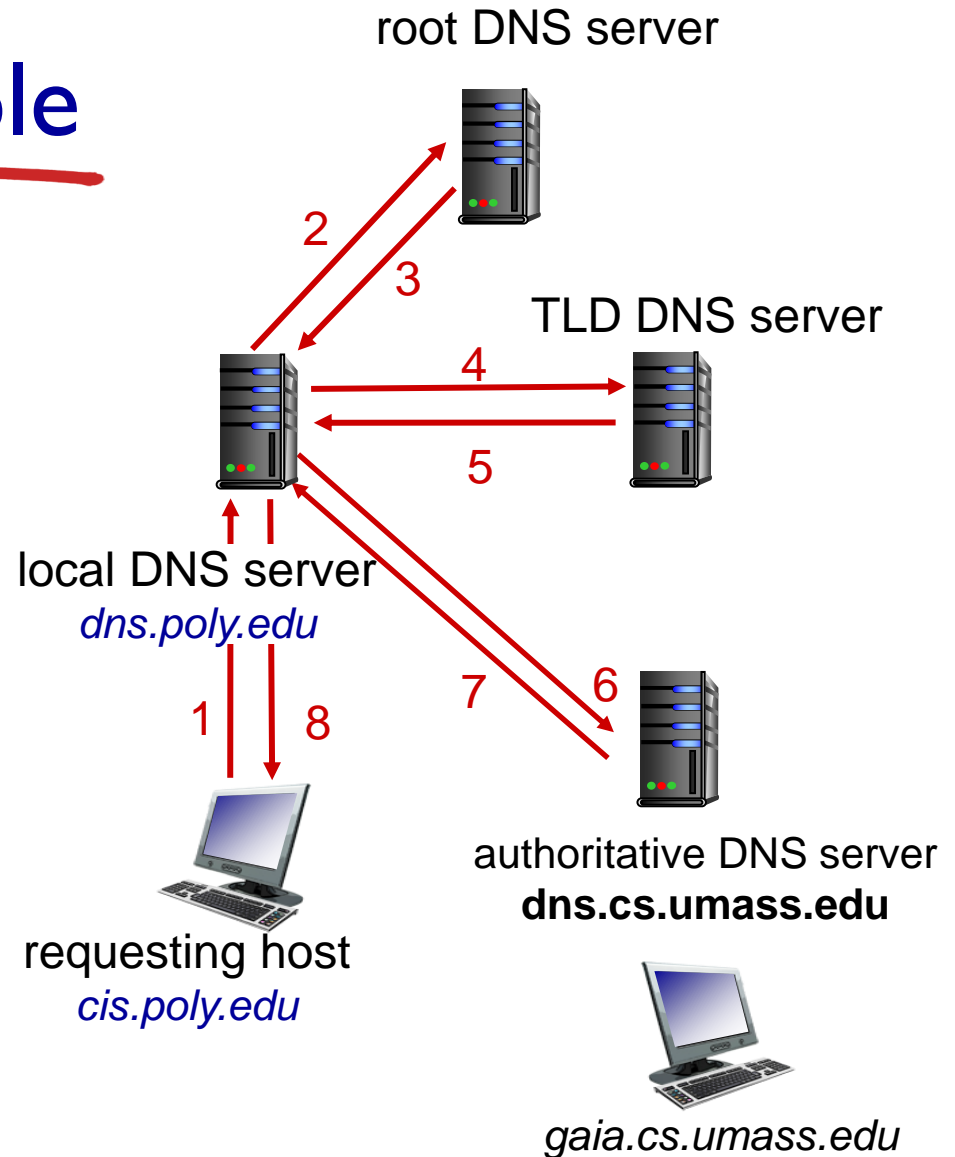 root DNS server
2
3
TLD DNS server
4
5
local DNS server
dns.poly.edu
1
8
7
6
requesting host
cis.poly.edu
authoritative DNS server
dns.cs.umass.edu
gaia.cs.umass.edu